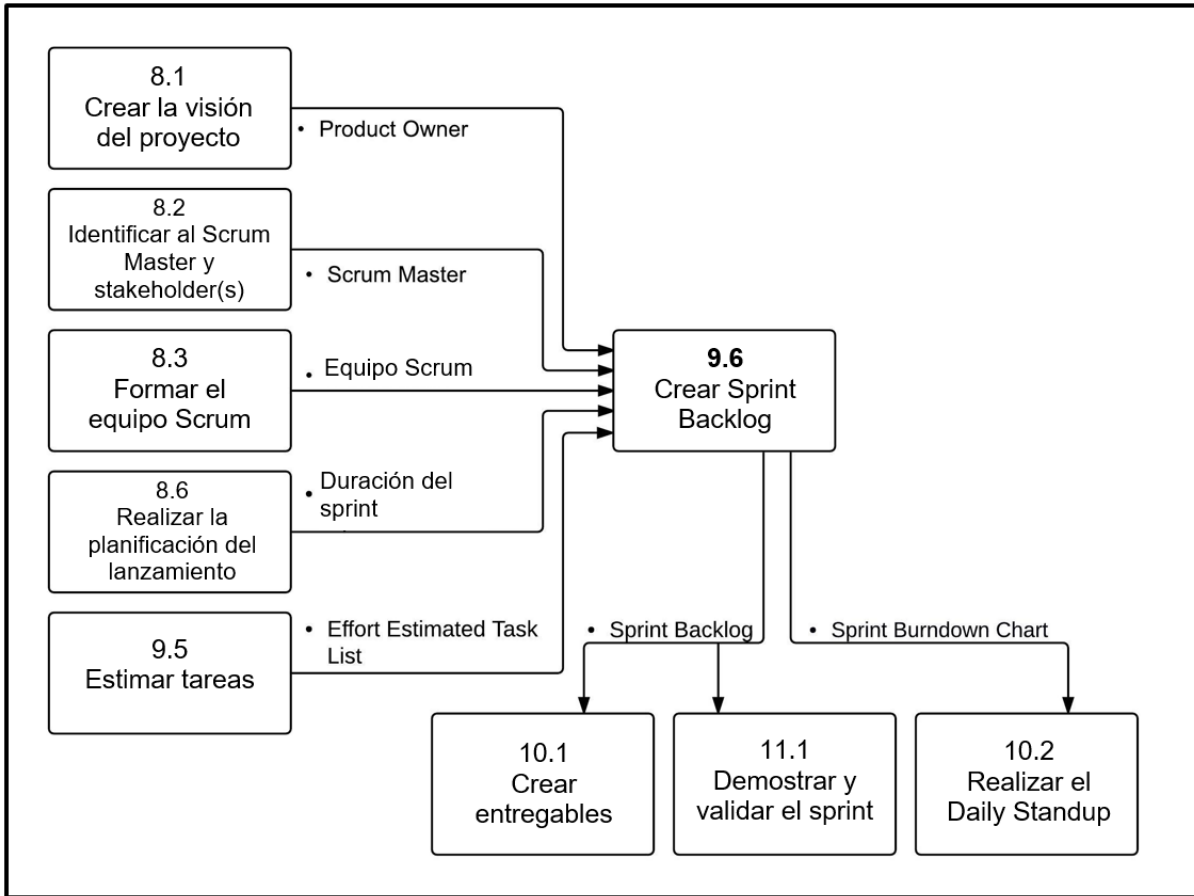 8.1
Crear la visión
del proyecto
• Product Owner
8.2
Identificar al Scrum
Master y
stakeholder(s)
• Scrum Master
8.3
Formar el
equipo Scrum
• Equipo Scrum
9.6
Crear Sprint
Backlog
8.6
Realizar la
planificación del
lanzamiento
• Duración del
sprint
9.5
Estimar tareas
• Effort Estimated Task
List
• Sprint Backlog
• Sprint Burndown Chart
10.1
Crear
entregables
11.1
Demostrar y
validar el sprint
10.2
Realizar el
Daily Standup